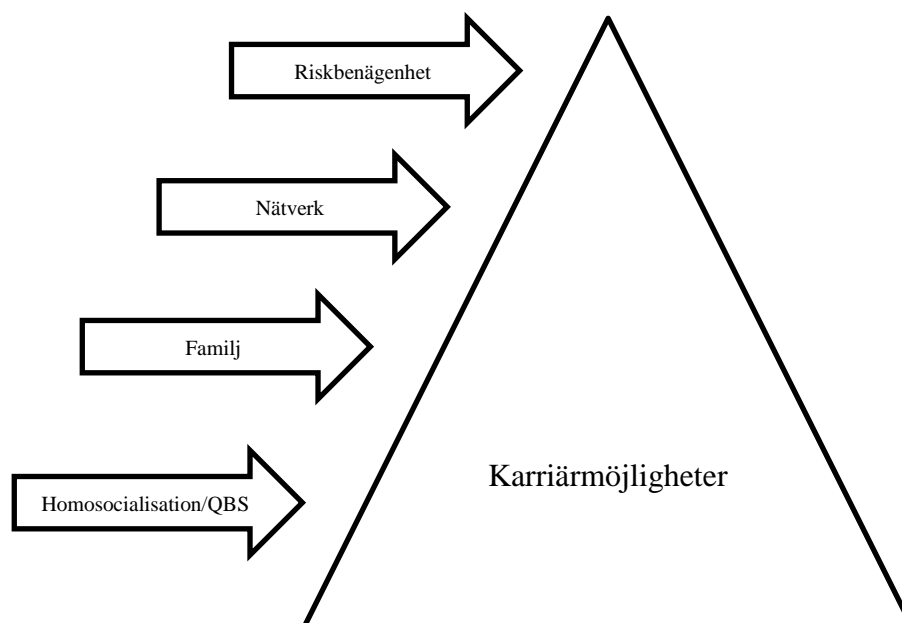 Riskbenägenhet
Nätverk
Familj
Homosocialisation/QBS
Karriärmöjligheter